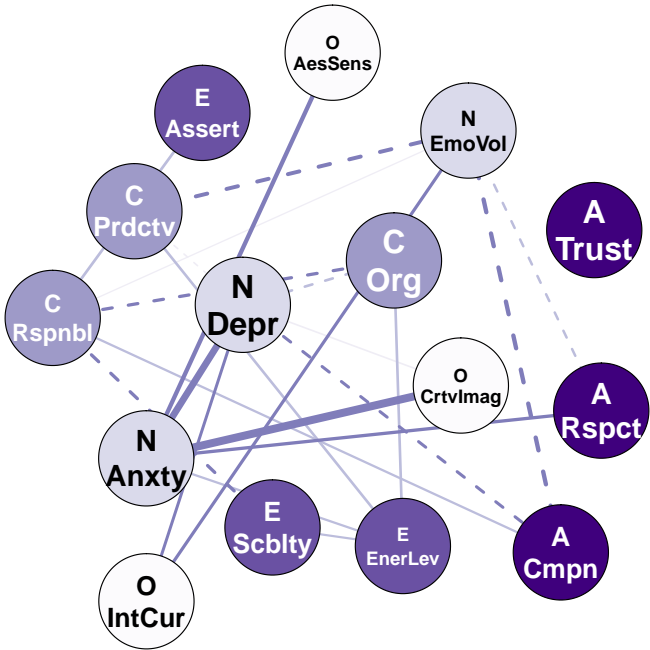 O
AesSens
E
Assert
N
EmoVol
C
Prdctv
A
Trust
C
Org
N
Depr
C
Rspnbl
O
CrtvImag
A
Rspct
N
Anxty
E
Scblty
E
EnerLev
A
Cmpn
O
IntCur